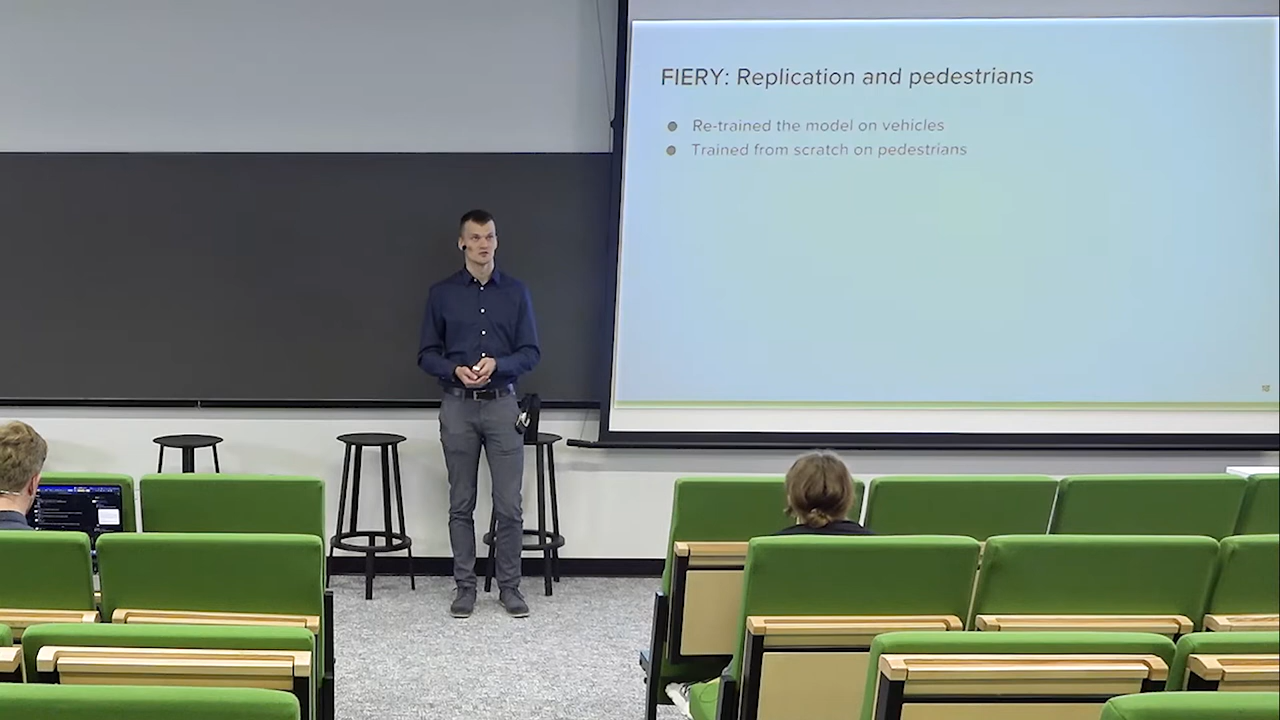 FIERY: Replication and pedestrians
Re-trained the model on vehicles
Trained from scratch on pedestrians